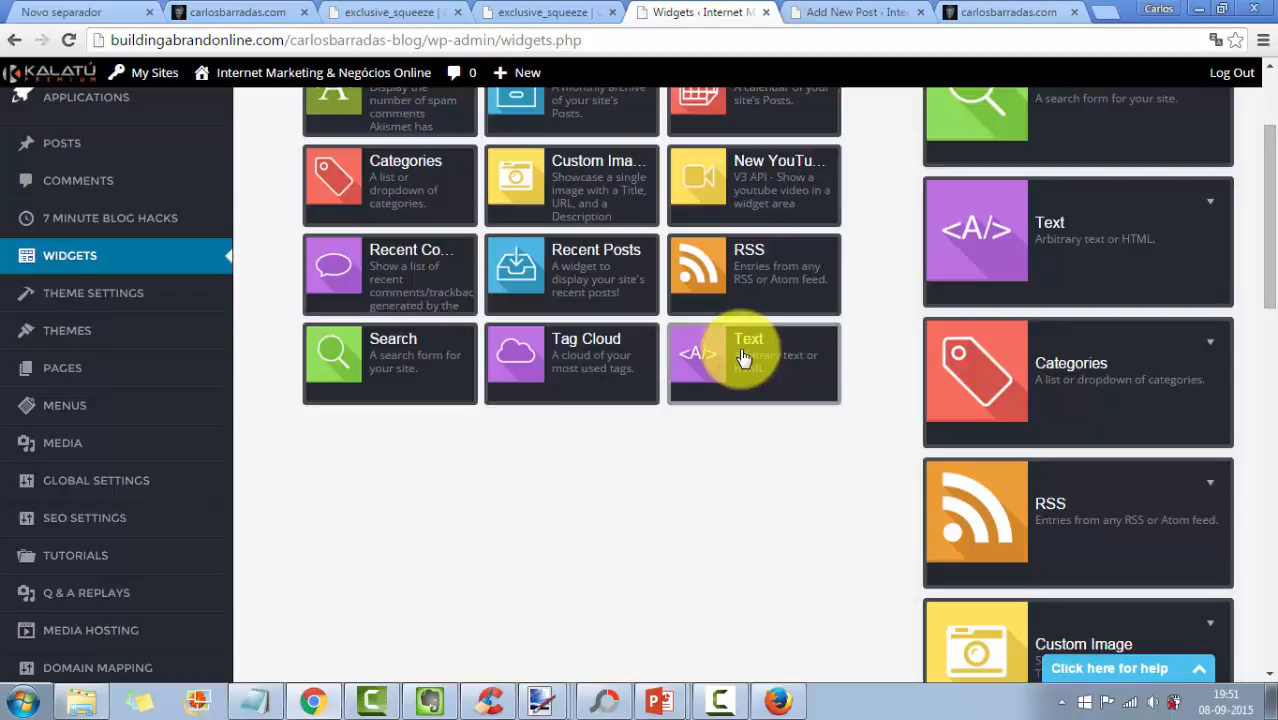 Novo separador
carlosbarradas.com
exclusive_squeeze | C
exclusive_squeeze | S
Widgets ‹ Internet M
Add New Post ‹ Intern
carlosbarradas.com
Carlos
buildingabrandonline.com/carlosbarradas-blog/wp-admin/widgets.php
KALATŪ
PREMIUM
My Sites
Internet Marketing & Negócios Online
0
New
Log Out
APPLICATIONS
POSTS
COMMENTS
7 MINUTE BLOG HACKS
WIDGETS
THEME SETTINGS
THEMES
PAGES
MENUS
MEDIA
GLOBAL SETTINGS
SEO SETTINGS
TUTORIALS
Q & A REPLAYS
MEDIA HOSTING
DOMAIN MAPPING
Display the
number of spam
comments
Akismet has
A monthly archive
of your site's
Posts.
A calendar of your
site's Posts.
Categories
A list or
dropdown of
categories.
Custom Ima...
Showcase a single
image with a Title,
URL, and a
Description
New YouTu...
V3 API - Show a
youtube video in a
widget area
Recent Co...
Show a list of
recent
comments/trackbac
generated by the
Recent Posts
A widget to
display your site's
recent posts!
RSS
Entries from any
RSS or Atom feed.
Search
A search form for
your site.
Tag Cloud
A cloud of your
most used tags.
<A/>
Text
Arbitrary text or
HTML.
A search form for your site.
<A/>
Text
Arbitrary text or HTML.
Categories
A list or dropdown of categories.
RSS
Entries from any RSS or Atom feed.
Custom Image
Click here for help
19:51
08-09-2015